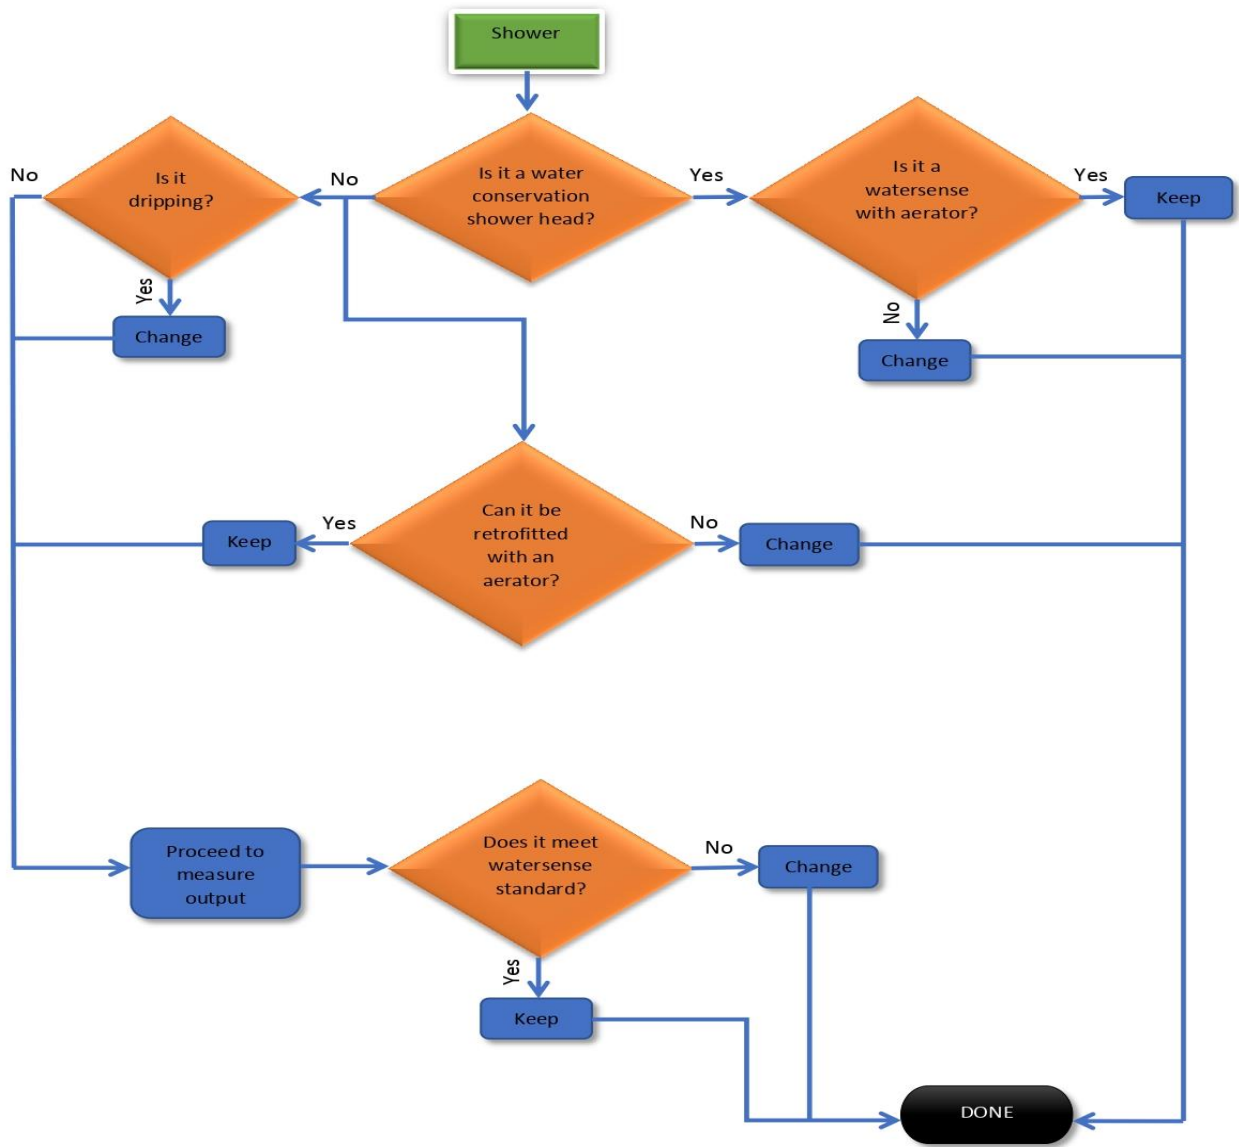 Shower
No
Is it
dripping?
No
Is it a water
conservation
shower head?
Yes
Is it a
watersense
with aerator?
Yes
Keep
Yes
Change
No
Change
Keep
Yes
Can it be
retrofitted
with an
aerator?
No
Change
Proceed to
measure
output
Does it meet
watersense
standard?
No
Change
Yes
Keep
DONE